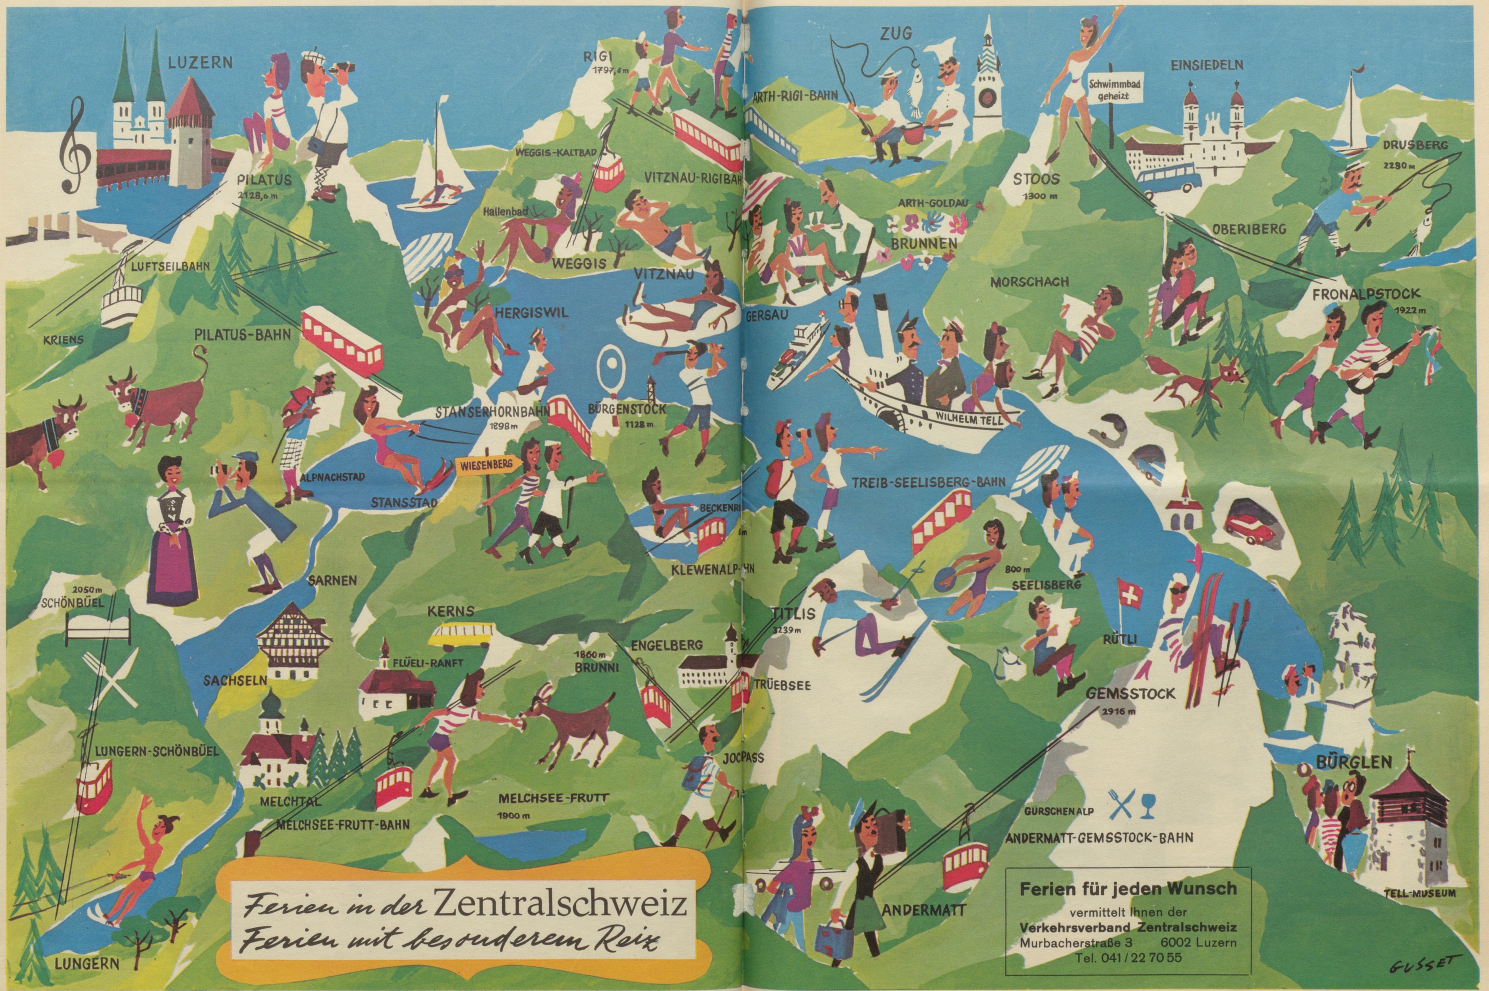 LUZERN
RIGI
1797,6 m
ZUG
EINSIEDELN
Schwimmbad
geheizt
ARTH-RIGI-BAHN
DRUSBERG
2280 m
WEGGIS-KALTBAD
VITZNAU-RIGIBAH
PILATUS
2128,6 m
STOOS
1300 m
Hallenbad
ARTH-GOLDAU
BRUNNEN
OBERIBERG
LUFTSEILBAHN
WEGGIS
VITZNAU
MORSCHACH
FRONALPSTOCK
1922 m
KRIENS
PILATUS-BAHN
HERGISWIL
GERSAU
STANSERHORNBAHN
1898 m
BÜRGENSTOCK
1128 m
WILHELM TELL
WIESENBERG
ALPNACHSTAD
STANSSTAD
BECKENRI
TREIB-SEELISBERG-BAHN
KLEWENALP-HN
SARNEN
800 m
SEELISBERG
2050 m
SCHÖNBÜEL
KERNS
TITLIS
3239 m
RÜTLI
ENGELBERG
1860 m
BRUNNI
FLÜELI-RANFT
SACHSELN
TRÜEBSEE
GEMSSTOCK
2916 m
LUNGERN-SCHÖNBÜEL
JOCPASS
BÜRGLEN
MELCHTAL
MELCHSEE-FRUTT
1900 m
MELCHSEE-FRUTT-BAHN
GURSCHENALP
ANDERMATT-GEMSSTOCK-BAHN
TELL-MUSEUM
ANDERMATT
LUNGERN
Ferien in der Zentralschweiz
Ferien mit besonderem Reiz
Ferien für jeden Wunsch
vermittelt Ihnen der
Verkehrsverband Zentralschweiz
Murbacherstraße 3 6002 Luzern
Tel. 041 / 22 70 55
GUSSET